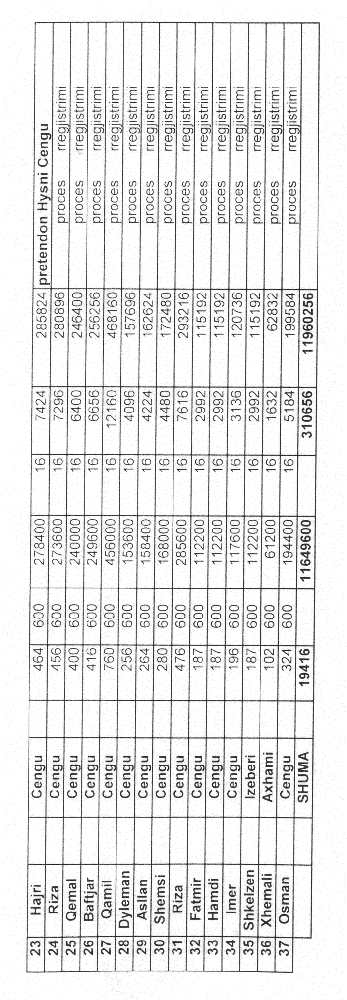 23 Hajri Cengu 464 600 278400 16 7424 285824 pretendon Hysni Cengu
24 Riza Cengu 456 600 273600 16 7296 280896 proces rregjistrimi
25 Qemal Cengu 400 600 240000 16 6400 246400 proces rregjistrimi
26 Baftjar Cengu 416 600 249600 16 6656 256256 proces rregjistrimi
27 Qamil Cengu 760 600 456000 16 12160 468160 proces rregjistrimi
28 Dyleman Cengu 256 600 153600 16 4096 157696 proces rregjistrimi
29 Asllan Cengu 264 600 158400 16 4224 162624 proces rregjistrimi
30 Shemsi Cengu 280 600 168000 16 4480 172480 proces rregjistrimi
31 Riza Cengu 476 600 285600 16 7616 293216 proces rregjistrimi
32 Fatmir Cengu 187 600 112200 16 2992 115192 proces rregjistrimi
33 Hamdi Cengu 187 600 112200 16 2992 115192 proces rregjistrimi
34 Imer Cengu 196 600 117600 16 3136 120736 proces rregjistrimi
35 Shkelzen Izeberi 187 600 112200 16 2992 115192 proces rregjistrimi
36 Xhemali Axhami 102 600 61200 16 1632 62832 proces rregjistrimi
37 Osman Cengu 324 600 194400 16 5184 199584 proces rregjistrimi
SHUMA 19416 11649600 310656 11960256